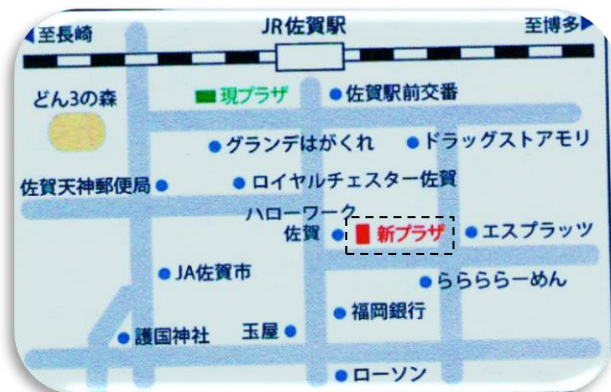 至長崎
JR佐賀駅
至博多
どん3の森
現プラザ
佐賀駅前交番
グランデはがくれ
ドラッグストアモリ
佐賀天神郵便局
ロイヤルチェスター佐賀
ハローワーク
佐賀
新プラザ
エスプラッツ
JA佐賀市
らららららーめん
福岡銀行
護国神社
玉屋
ローソン